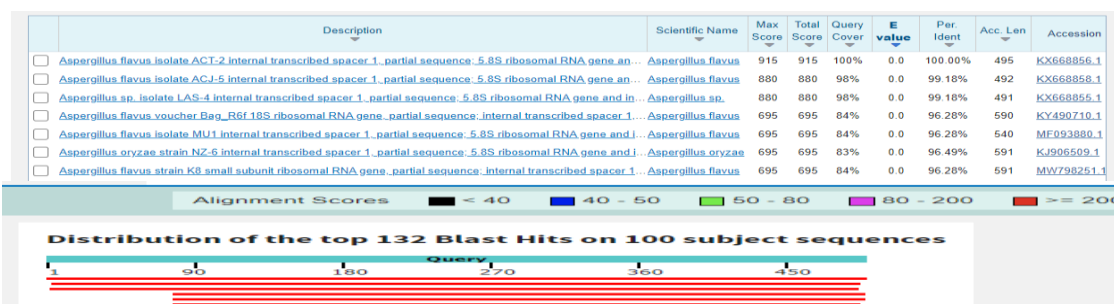 Description Scientific Name Max Score Total Score Query Cover E value Per. Ident Acc. Len Accession
Aspergillus flavus isolate ACT-2 internal transcribed spacer 1, partial sequence; 5.8S ribosomal RNA gene an... Aspergillus flavus 915 915 100% 0.0 100.00% 495 KX668856.1
Aspergillus flavus isolate ACJ-5 internal transcribed spacer 1, partial sequence; 5.8S ribosomal RNA gene an... Aspergillus flavus 880 880 98% 0.0 99.18% 492 KX668858.1
Aspergillus sp. isolate LAS-4 internal transcribed spacer 1, partial sequence; 5.8S ribosomal RNA gene and in... Aspergillus sp. 880 880 98% 0.0 99.18% 491 KX668855.1
Aspergillus flavus voucher Bag_R6f 18S ribosomal RNA gene, partial sequence; internal transcribed spacer 1,... Aspergillus flavus 695 695 84% 0.0 96.28% 590 KY490710.1
Aspergillus flavus isolate MU1 internal transcribed spacer 1, partial sequence; 5.8S ribosomal RNA gene and i... Aspergillus flavus 695 695 84% 0.0 96.28% 540 MF093880.1
Aspergillus oryzae strain NZ-6 internal transcribed spacer 1, partial sequence; 5.8S ribosomal RNA gene and i... Aspergillus oryzae 695 695 83% 0.0 96.49% 591 KJ906509.1
Aspergillus flavus strain K8 small subunit ribosomal RNA gene, partial sequence; internal transcribed spacer 1... Aspergillus flavus 695 695 84% 0.0 96.28% 591 MW798251.1
Alignment Scores < 40 40 - 50 50 - 80 80 - 200 >= 200
Distribution of the top 132 Blast Hits on 100 subject sequences
Query
1 90 180 270 360 450